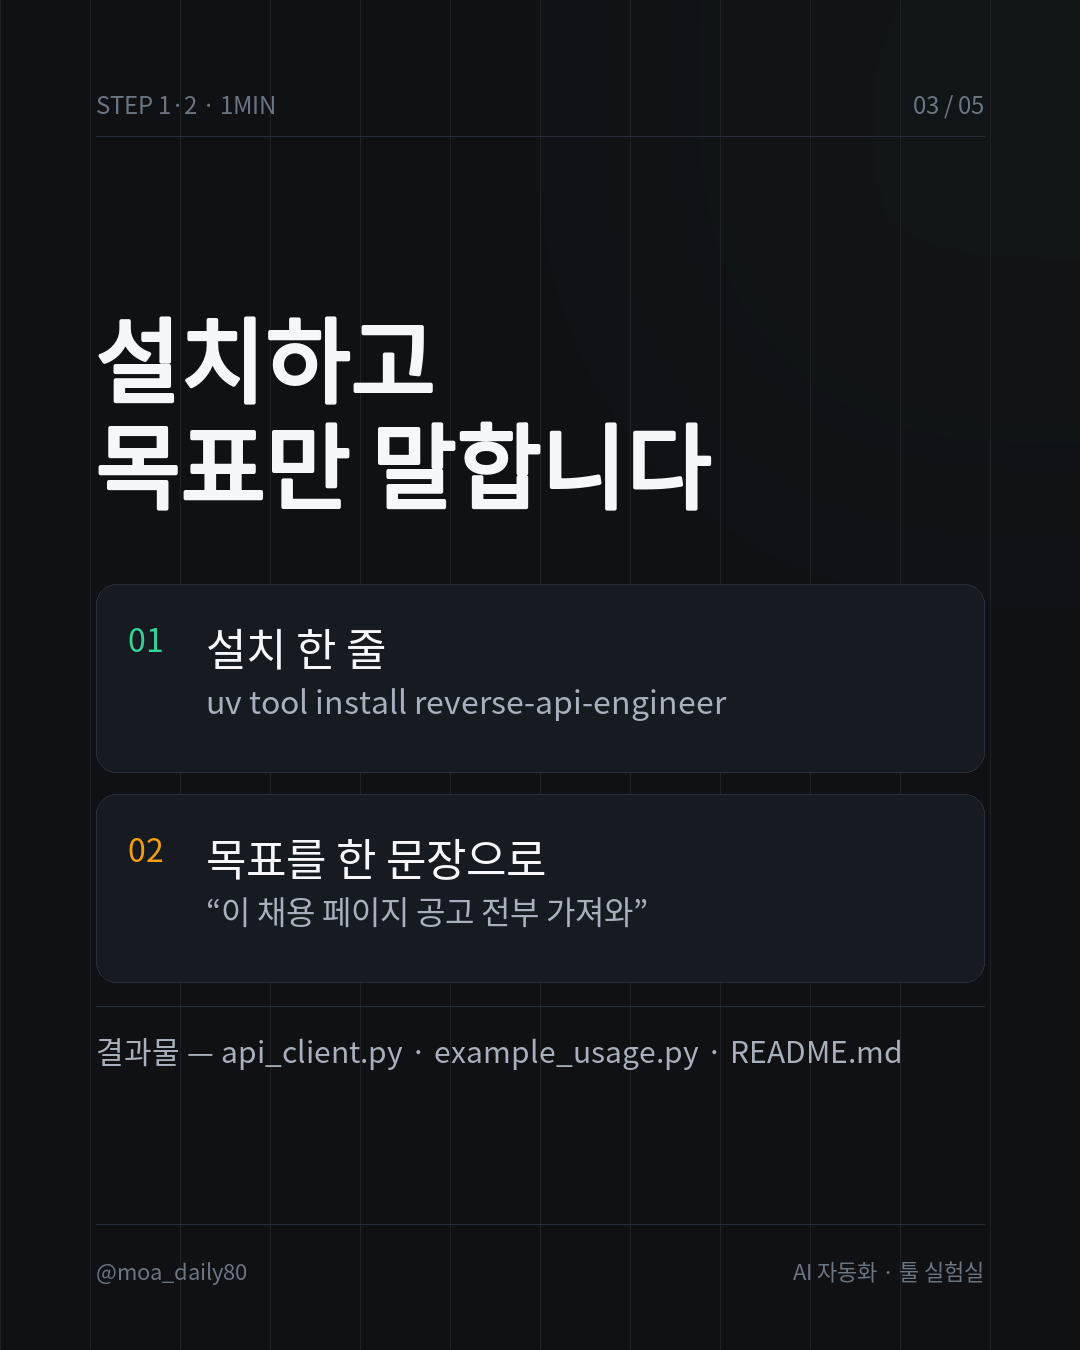 STEP 1·2 · 1MIN
03 / 05
설치하고
목표만 말합니다
01
설치 한 줄
uv tool install reverse-api-engineer
02
목표를 한 문장으로
“이 채용 페이지 공고 전부 가져와”
결과물 — api_client.py · example_usage.py · README.md
@moa_daily80
AI 자동화 · 툴 실험실